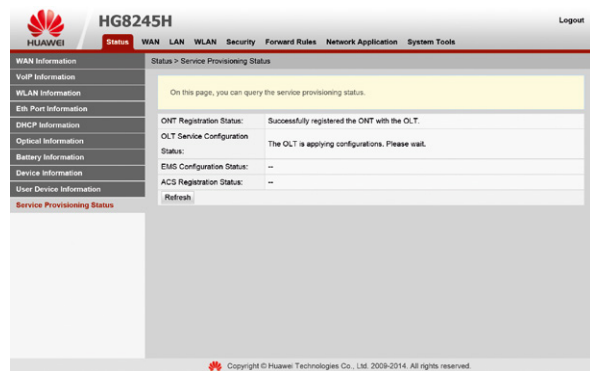 HUAWEI
HG8245H
Logout
Status WAN LAN WLAN Security Forward Rules Network Application System Tools
WAN Information
VoIP Information
WLAN Information
Eth Port Information
DHCP Information
Optical Information
Battery Information
Device Information
User Device Information
Service Provisioning Status
Status > Service Provisioning Status
On this page, you can query the service provisioning status.
ONT Registration Status: Successfully registered the ONT with the OLT.
OLT Service Configuration
Status: The OLT is applying configurations. Please wait.
EMS Configuration Status: --
ACS Registration Status: --
Refresh
Copyright © Huawei Technologies Co., Ltd. 2009-2014. All rights reserved.